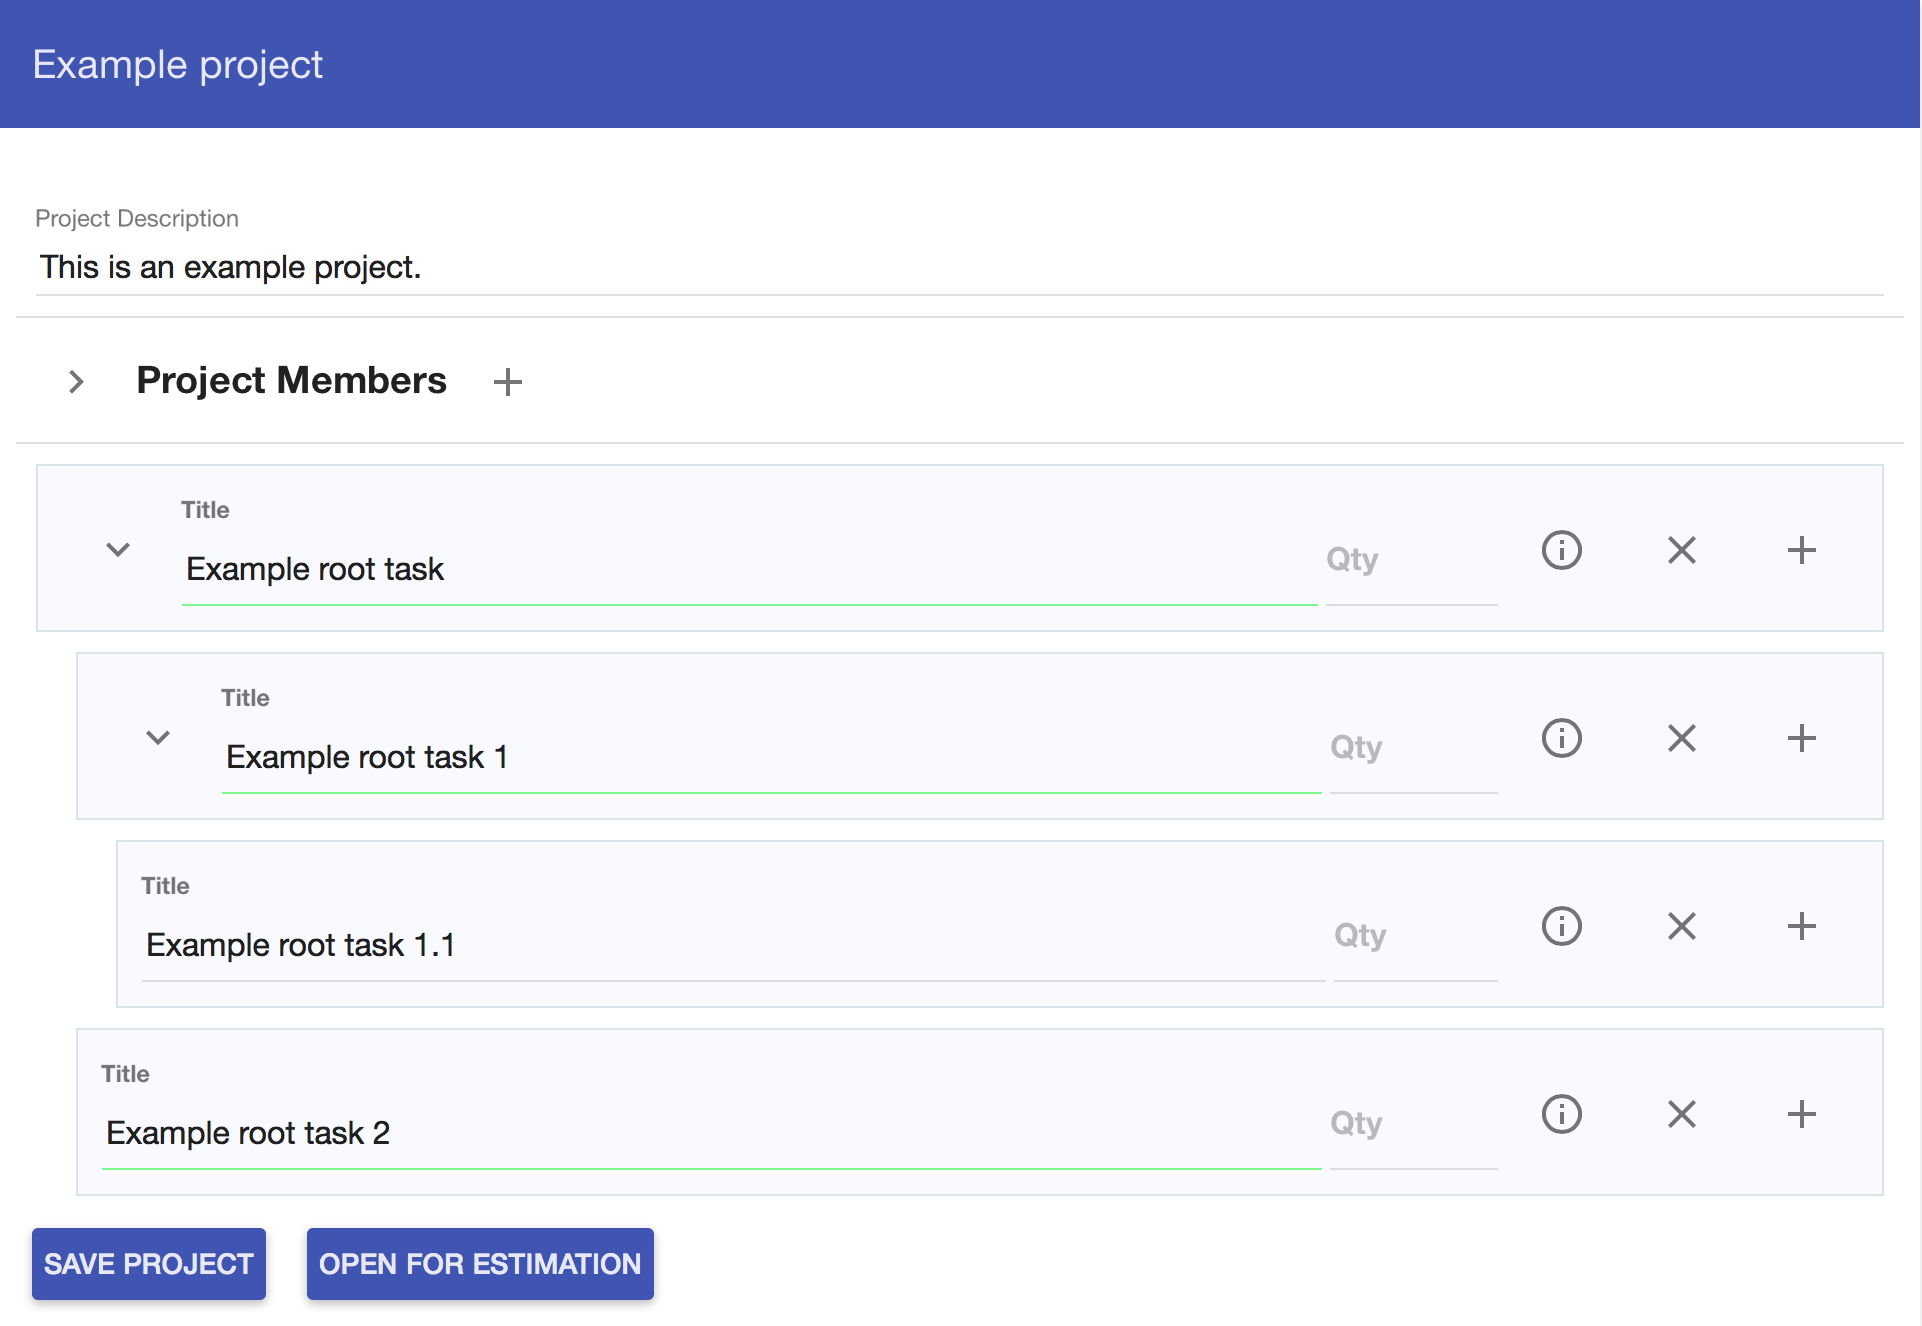 Example project
Project Description
This is an example project.
Project Members
Title
Example root task
Qty
Title
Example root task 1
Qty
Title
Example root task 1.1
Qty
Title
Example root task 2
Qty
SAVE PROJECT
OPEN FOR ESTIMATION